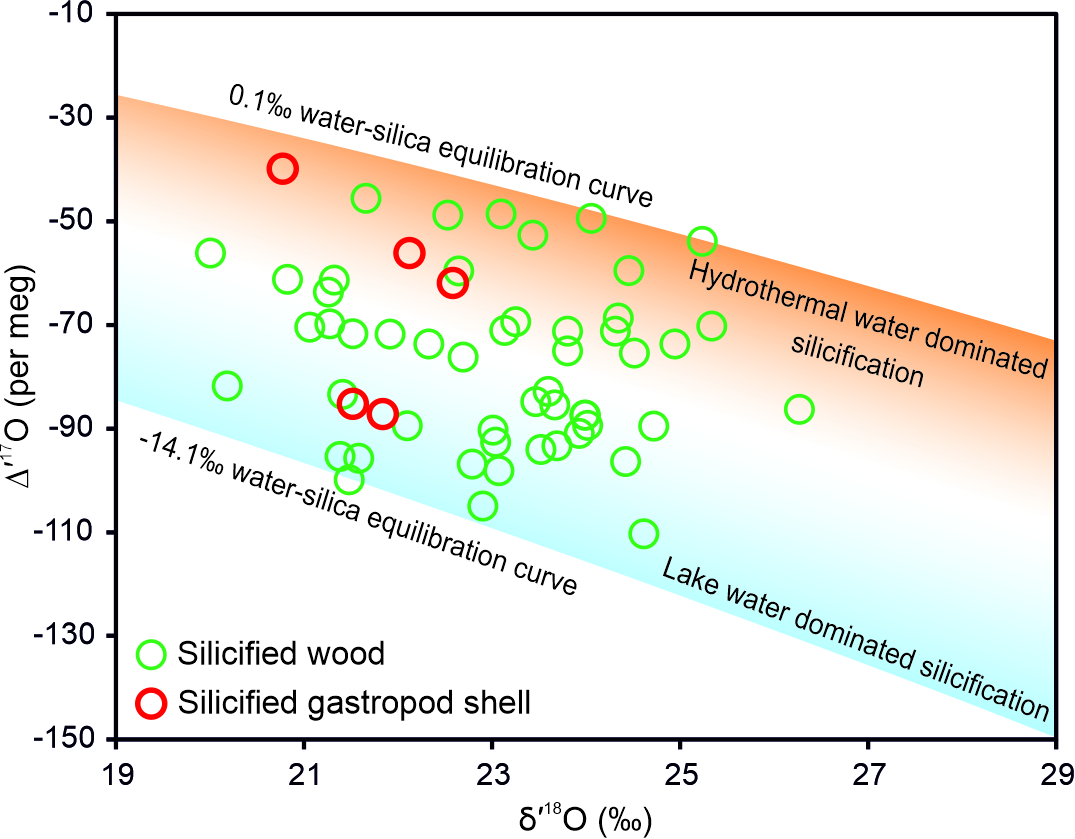 -10
-30
-50
-70
-90
-110
-130
-150
Δ′¹⁷O (per meg)
0.1‰ water-silica equilibration curve
Hydrothermal water dominated
silicification
-14.1‰ water-silica equilibration curve
Lake water dominated silicification
Silicified wood
Silicified gastropod shell
19 21 23 25 27 29
δ′¹⁸O (‰)